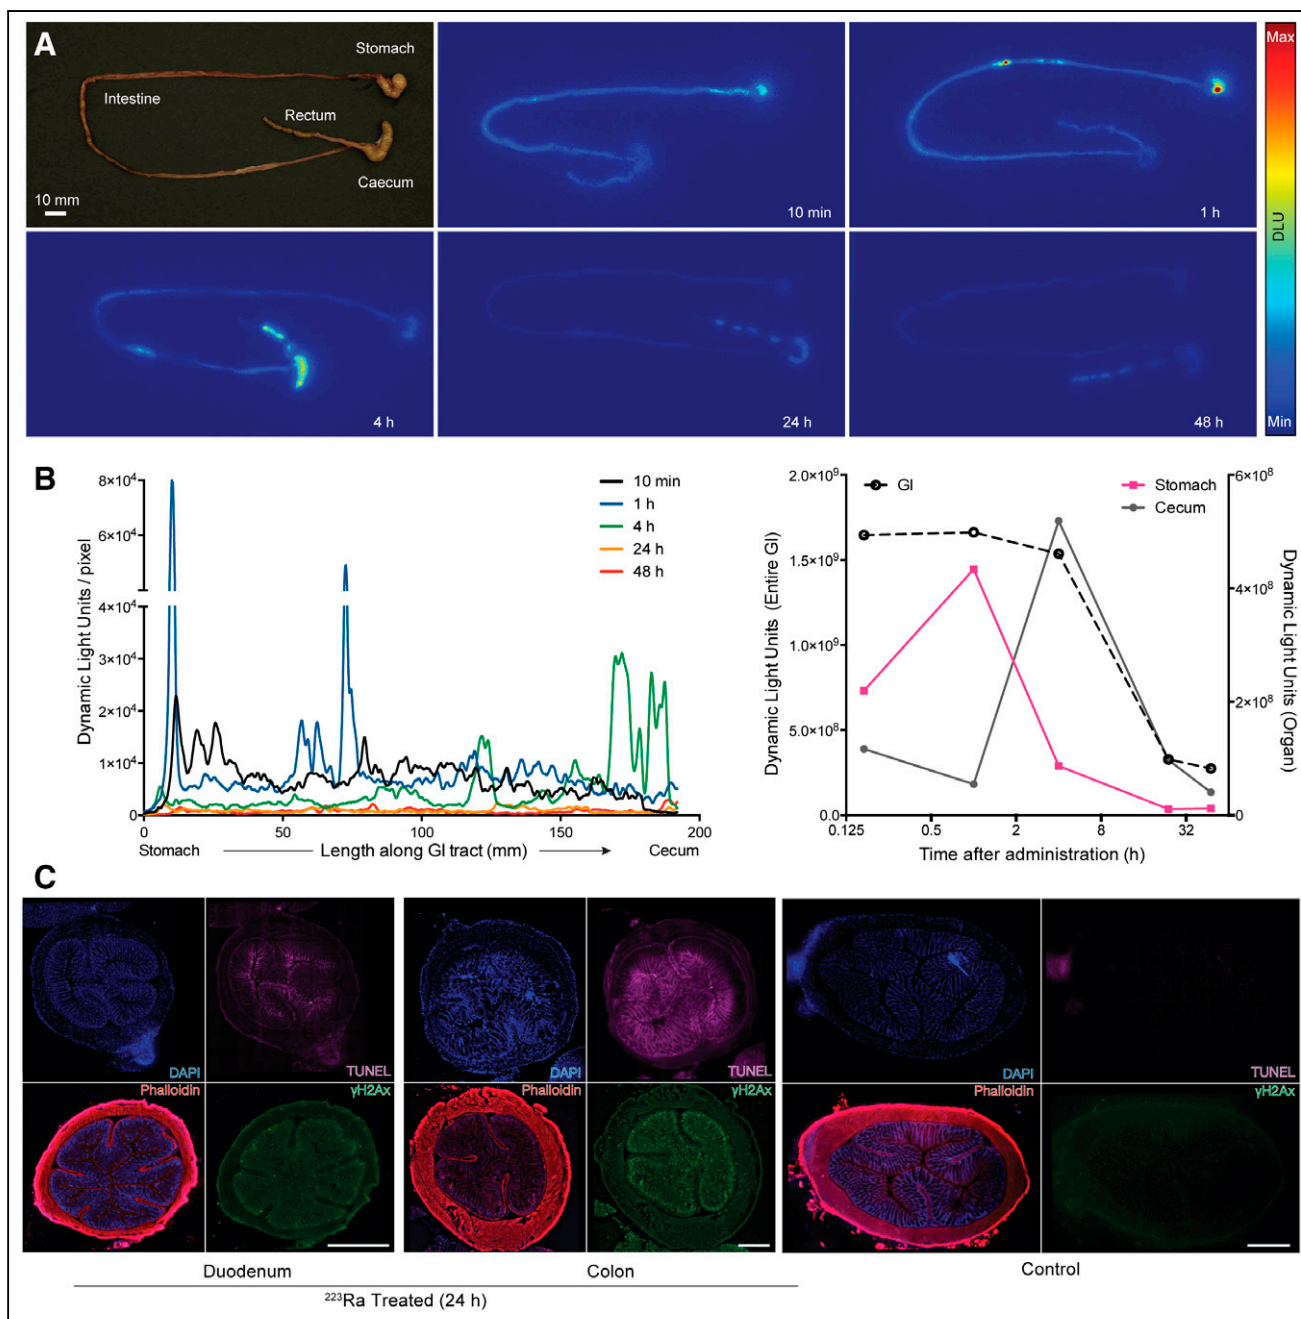 A
Stomach
Intestine
Rectum
Caecum
10 mm
10 min
1 h
Max
DLU
Min
4 h
24 h
48 h
B
Dynamic Light Units / pixel
8×10⁴
6×10⁴
4×10⁴
3×10⁴
2×10⁴
1×10⁴
0
0 50 100 150 200
Stomach Length along GI tract (mm) Cecum
10 min
1 h
4 h
24 h
48 h
Dynamic Light Units (Entire GI)
2.0×10⁹
1.5×10⁹
1.0×10⁹
5.0×10⁸
0.0
GI
Stomach
Cecum
6×10⁸
4×10⁸
2×10⁸
0
Dynamic Light Units (Organ)
0.125 0.5 2 8 32
Time after administration (h)
C
DAPI TUNEL DAPI TUNEL DAPI TUNEL
Phalloidin γH2Ax Phalloidin γH2Ax Phalloidin γH2Ax
Duodenum Colon Control
²²³Ra Treated (24 h)